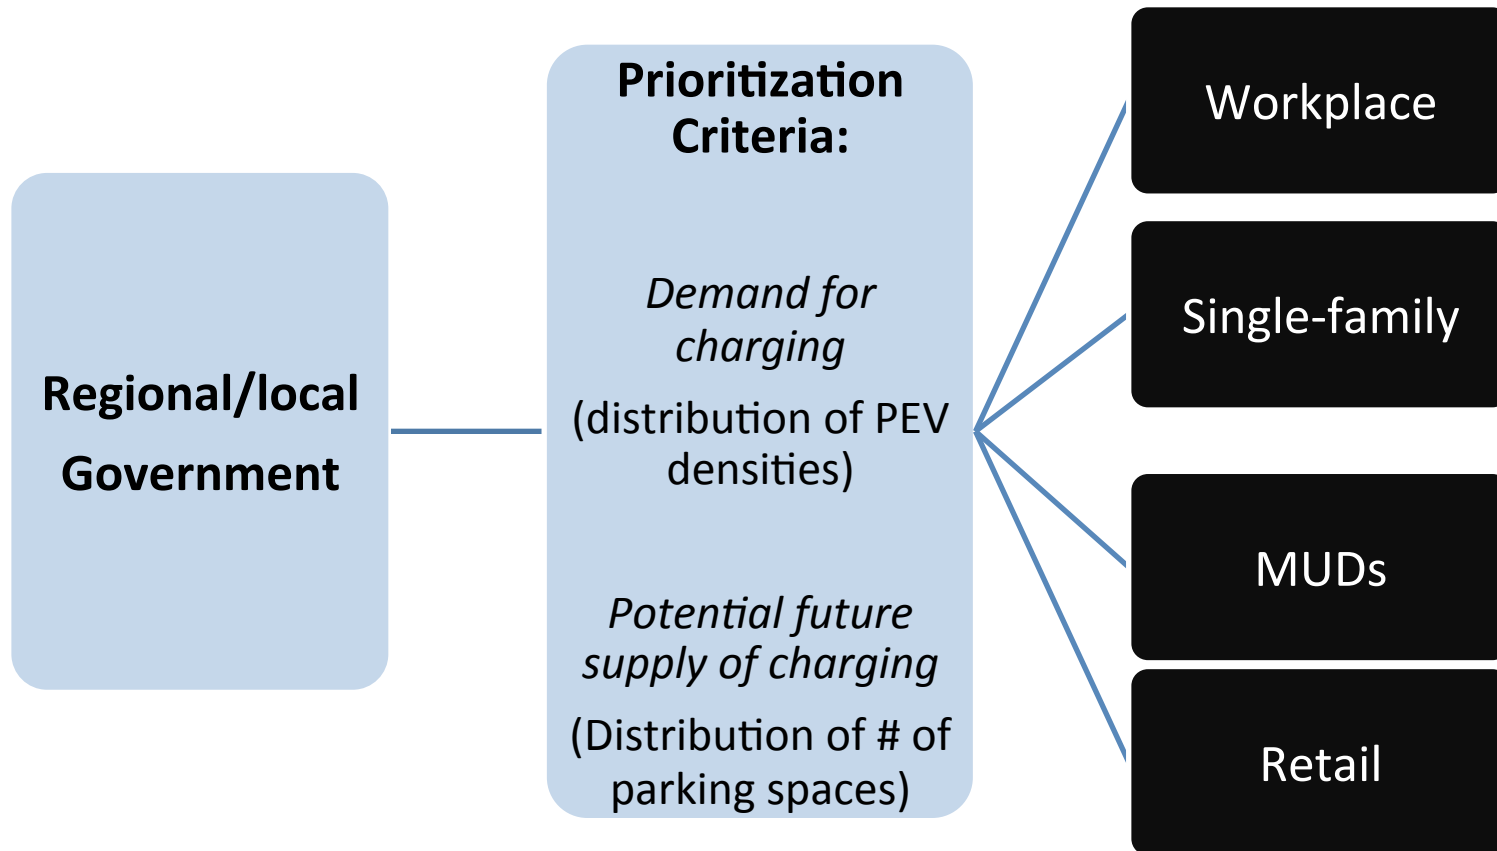 Regional/local
Government
Prioritization
Criteria:
Demand for
charging
(distribution of PEV
densities)
Potential future
supply of charging
(Distribution of # of
parking spaces)
Workplace
Single-family
MUDs
Retail